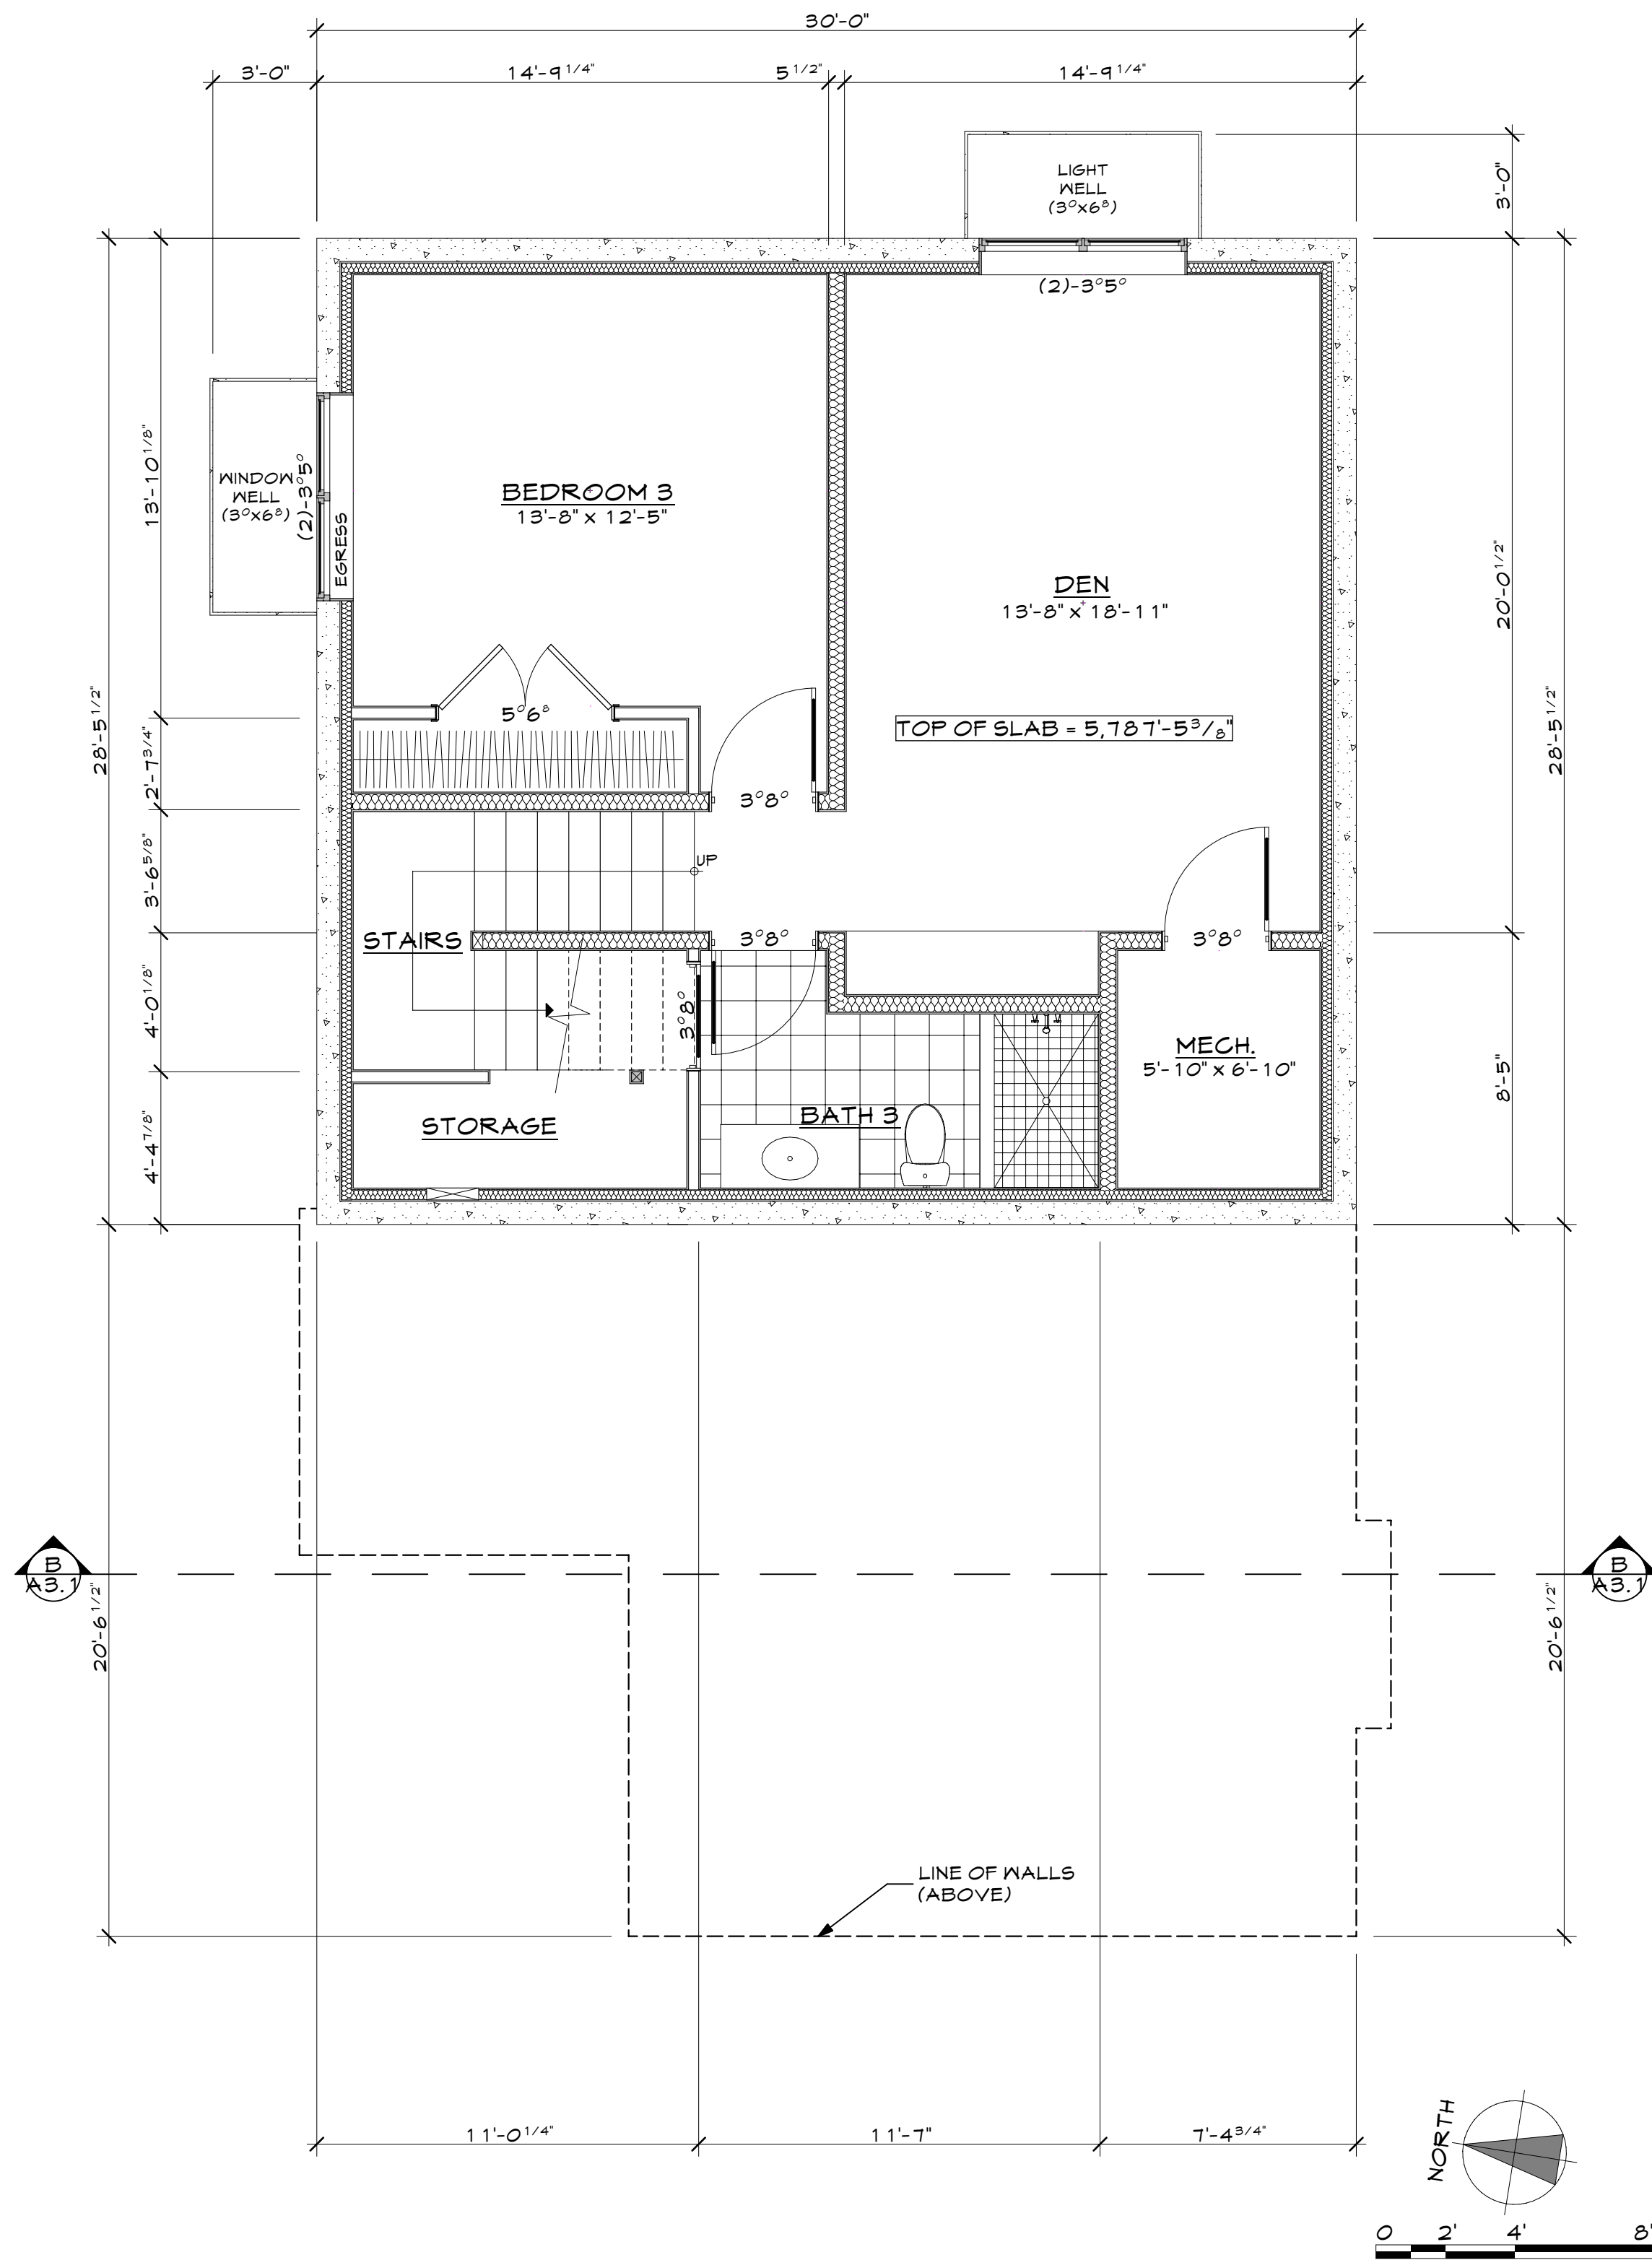 30'-0"
3'-0"
14'-9 1/4"
5 1/2"
14'-9 1/4"
LIGHT
WELL
(3⁰x6⁸)
3'-0"
(2)-3⁰5⁰
13'-10 1/8"
WINDOW
WELL
(3⁰x6⁸)
(2)-3⁰5⁰
EGRESS
BEDROOM 3
13'-8" x 12'-5"
DEN
13'-8" x 18'-11"
20'-0 1/2"
28'-5 1/2"
2'-7 3/4"
5⁰6⁸
TOP OF SLAB = 5,787'-5 3/8"
28'-5 1/2"
3⁰8⁰
3'-6 5/8"
UP
STAIRS
3⁰8⁰
3⁰8⁰
4'-0 1/8"
3⁰8⁰
MECH.
5'-10" x 6'-10"
8'-5"
4'-4 7/8"
STORAGE
BATH 3
B
A3.1
B
A3.1
20'-6 1/2"
20'-6 1/2"
LINE OF WALLS
(ABOVE)
11'-0 1/4"
11'-7"
7'-4 3/4"
NORTH
0 2' 4' 8'